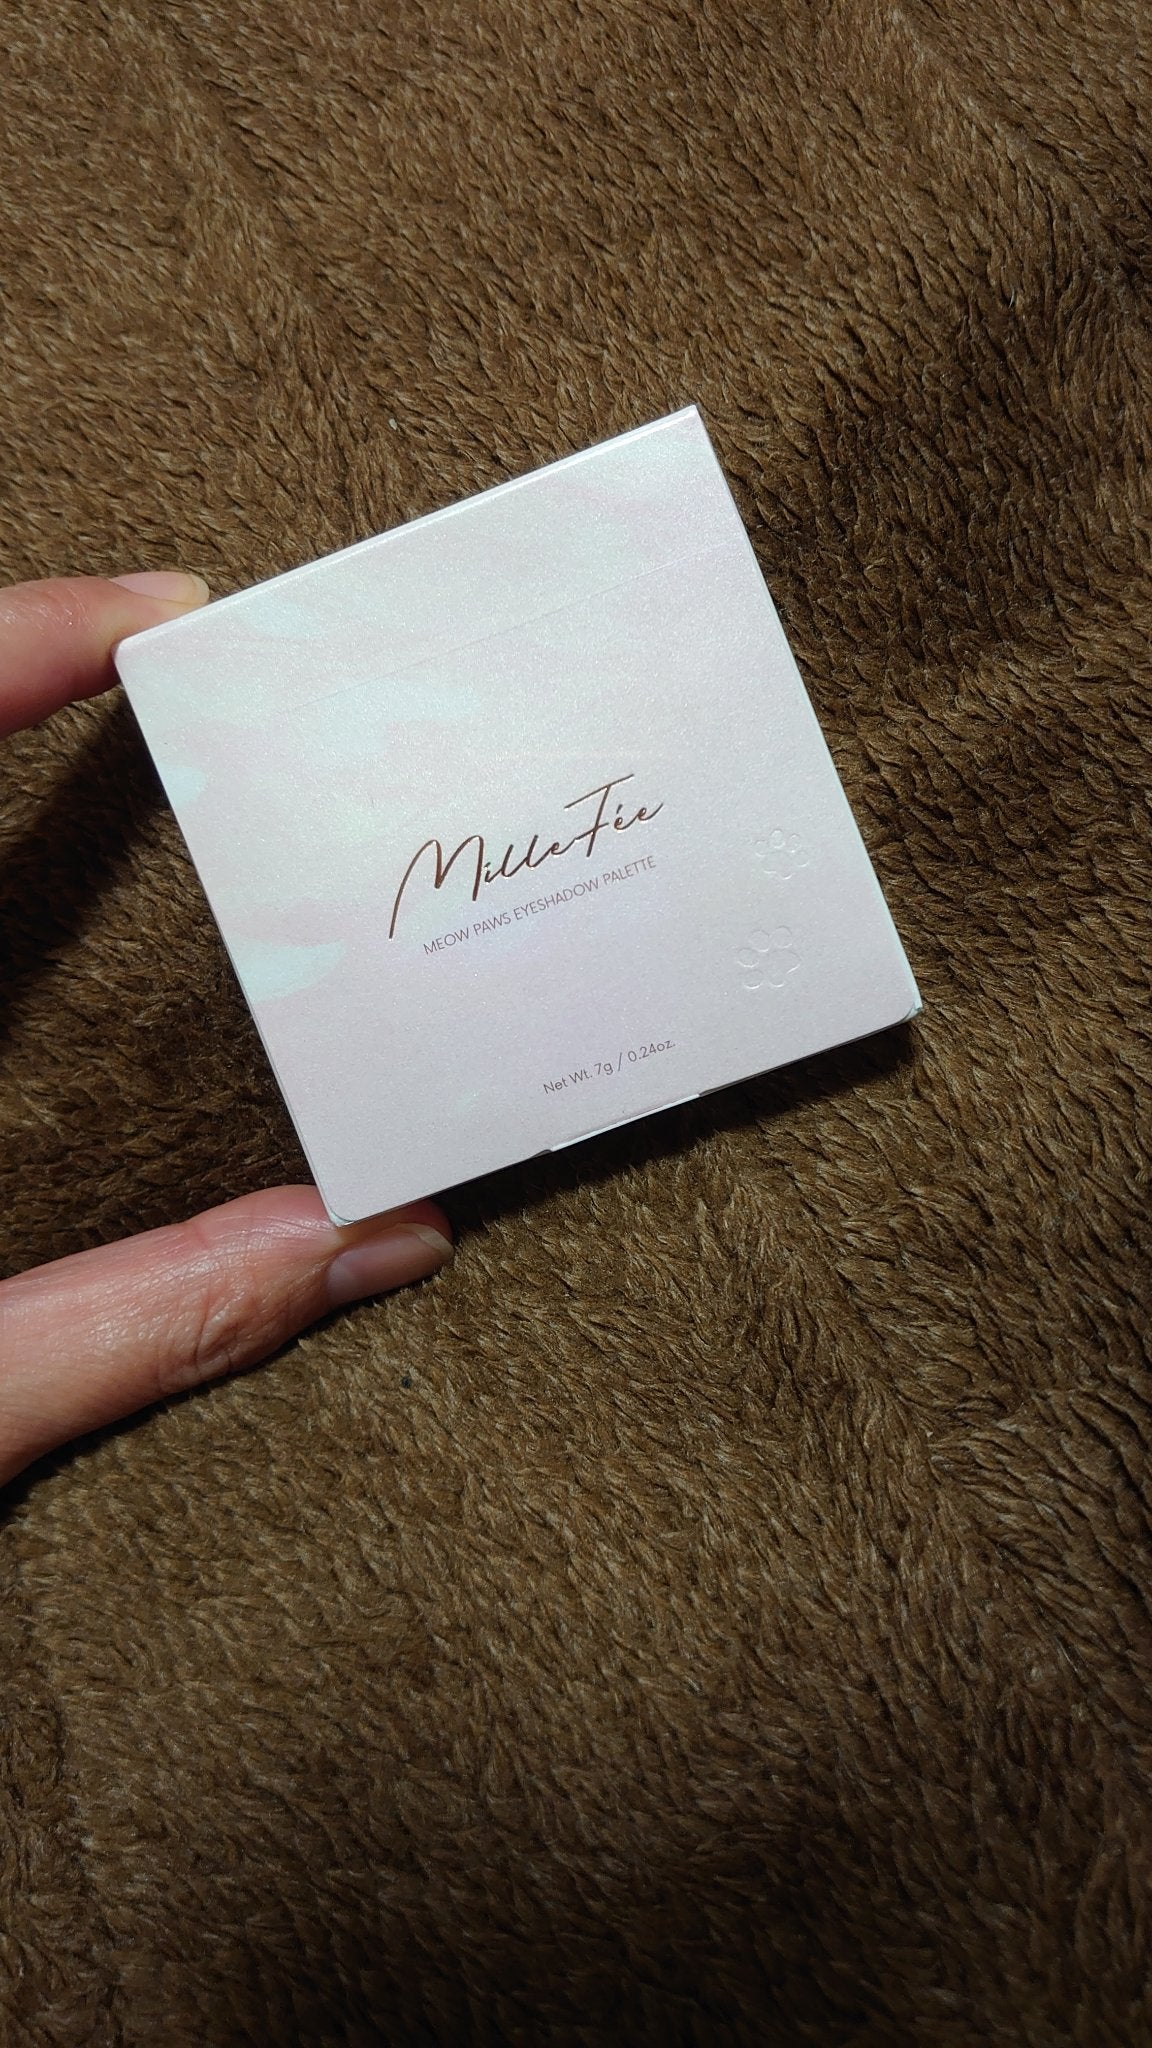 MilleFée
MEOW PAWS EYESHADOW PALETTE
Net Wt. 7g / 0.24oz.